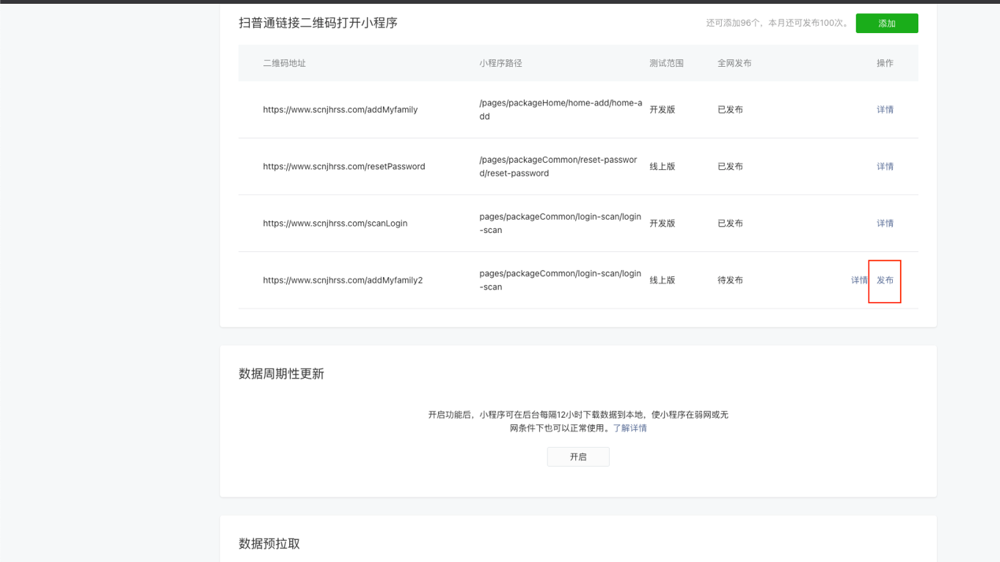 扫普通链接二维码打开小程序
还可添加96个，本月还可发布100次。
添加
二维码地址 小程序路径 测试范围 全网发布 操作
https://www.scnjhrss.com/addMyfamily
/pages/packageHome/home-add/home-a
dd
开发版 已发布 详情
https://www.scnjhrss.com/resetPassword
/pages/packageCommon/reset-passwor
d/reset-password
线上版 已发布 详情
https://www.scnjhrss.com/scanLogin
pages/packageCommon/login-scan/login
-scan
开发版 已发布 详情
https://www.scnjhrss.com/addMyfamily2
pages/packageCommon/login-scan/login
-scan
线上版 待发布 详情 发布
数据周期性更新
开启功能后，小程序可在后台每隔12小时下载数据到本地，使小程序在弱网或无
网条件下也可以正常使用。了解详情
开启
数据预拉取